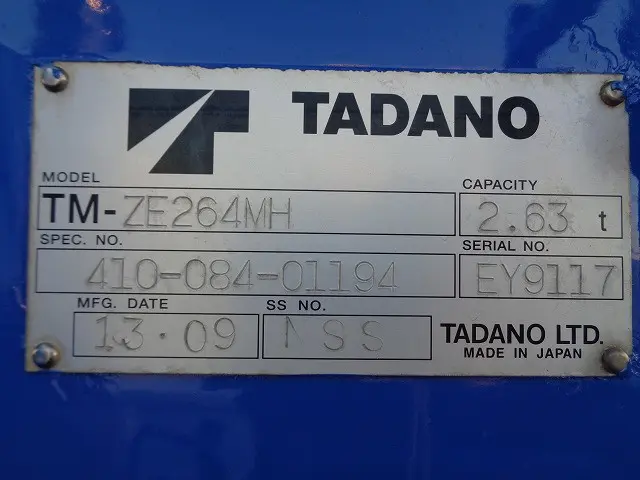 TADANO
MODEL
TM-ZE264MH
CAPACITY
2.63 t
SPEC. NO.
410-084-01194
SERIAL NO.
EY9117
MFG. DATE
13·09
SS NO.
NSS
TADANO LTD.
MADE IN JAPAN